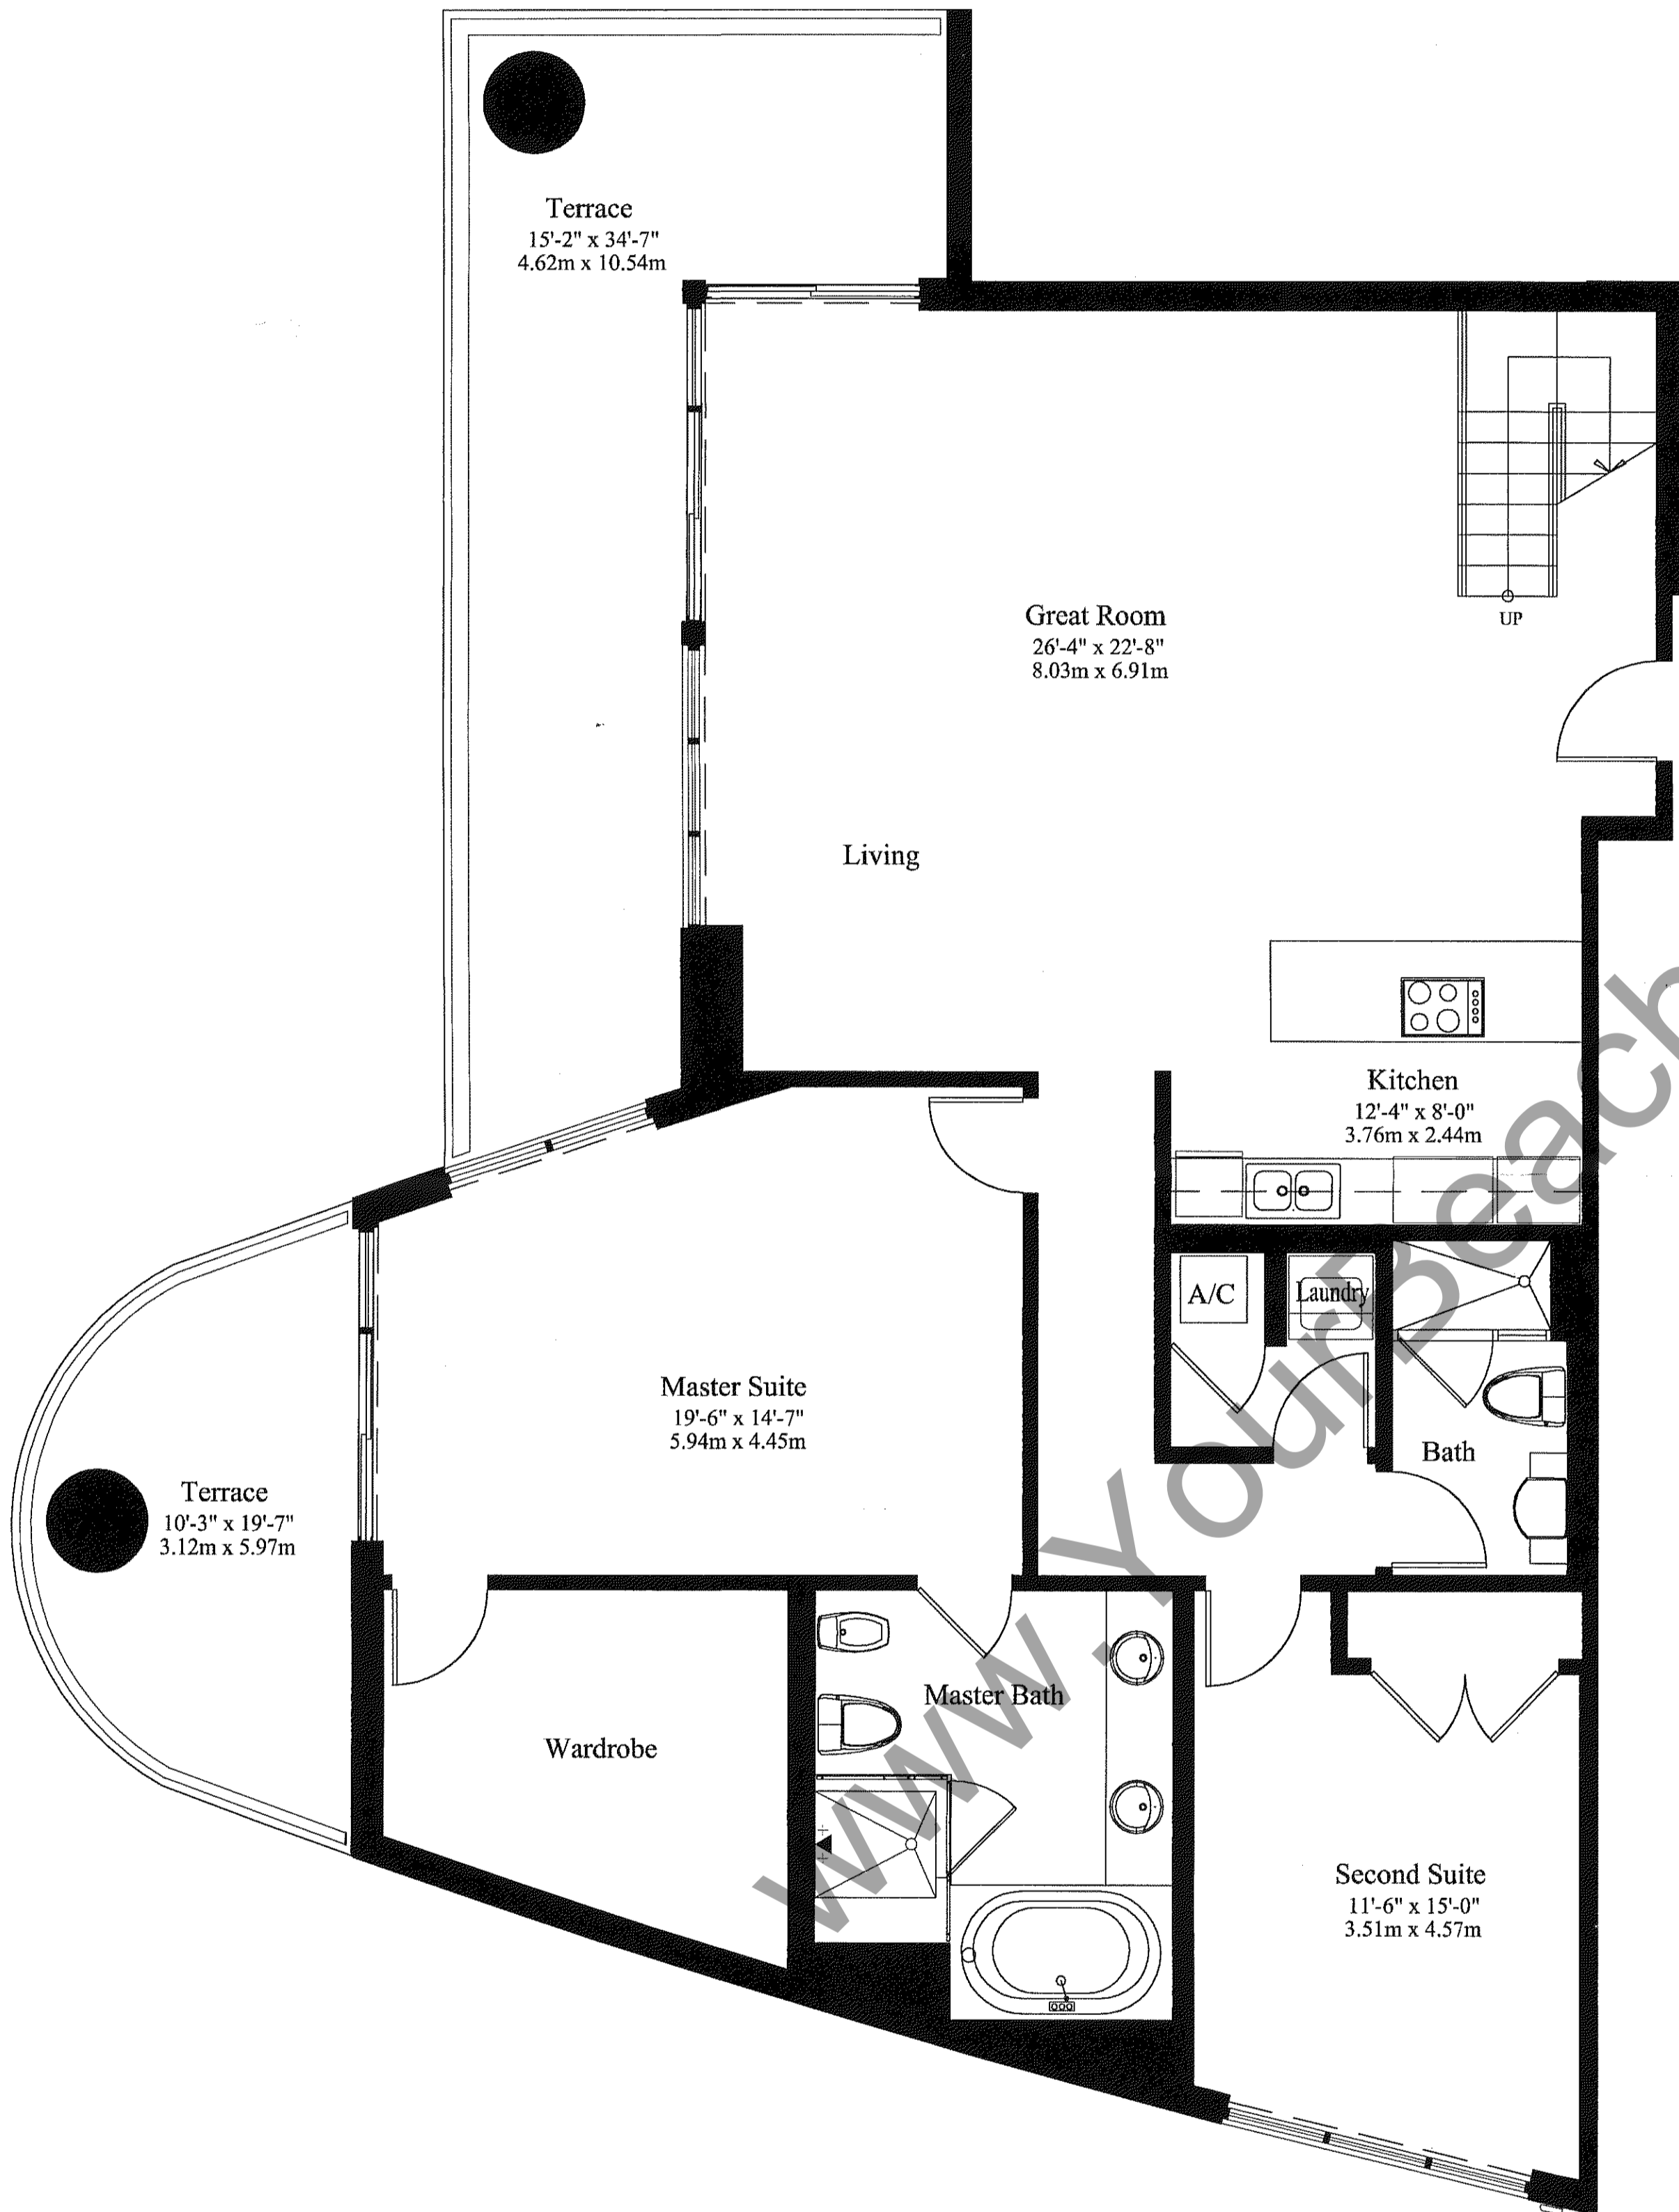 Terrace
15'-2" x 34'-7"
4.62m x 10.54m
UP
Great Room
26'-4" x 22'-8"
8.03m x 6.91m
Living
Kitchen
12'-4" x 8'-0"
3.76m x 2.44m
A/C
Laundry
Master Suite
19'-6" x 14'-7"
5.94m x 4.45m
Bath
Terrace
10'-3" x 19'-7"
3.12m x 5.97m
Master Bath
Wardrobe
Second Suite
11'-6" x 15'-0"
3.51m x 4.57m
www.YourBeach